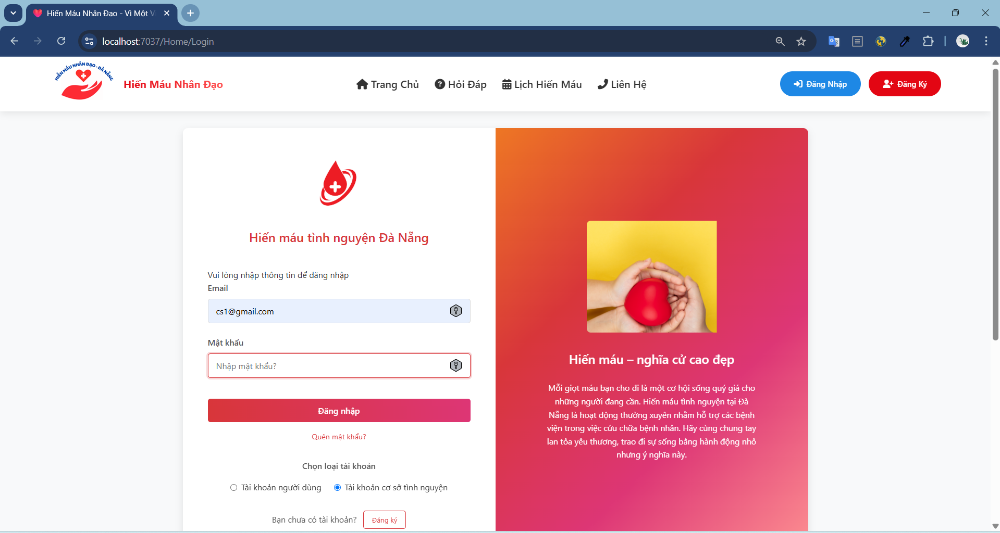 Hiến Máu Nhân Đạo - Vì Một V
localhost:7037/Home/Login
HIẾN MÁU NHÂN ĐẠO - ĐÀ NẴNG
Hiến Máu Nhân Đạo
Trang Chủ
Hỏi Đáp
Lịch Hiến Máu
Liên Hệ
Đăng Nhập
Đăng Ký
Hiến máu tình nguyện Đà Nẵng
Vui lòng nhập thông tin để đăng nhập
Email
cs1@gmail.com
Mật khẩu
Nhập mật khẩu?
Đăng nhập
Quên mật khẩu?
Chọn loại tài khoản
Tài khoản người dùng
Tài khoản cơ sở tình nguyện
Bạn chưa có tài khoản?
Đăng ký
Hiến máu – nghĩa cử cao đẹp
Mỗi giọt máu bạn cho đi là một cơ hội sống quý giá cho
những người đang cần. Hiến máu tình nguyện tại Đà
Nẵng là hoạt động thường xuyên nhằm hỗ trợ các bệnh
viện trong việc cứu chữa bệnh nhân. Hãy cùng chung tay
lan tỏa yêu thương, trao đi sự sống bằng hành động nhỏ
nhưng ý nghĩa này.